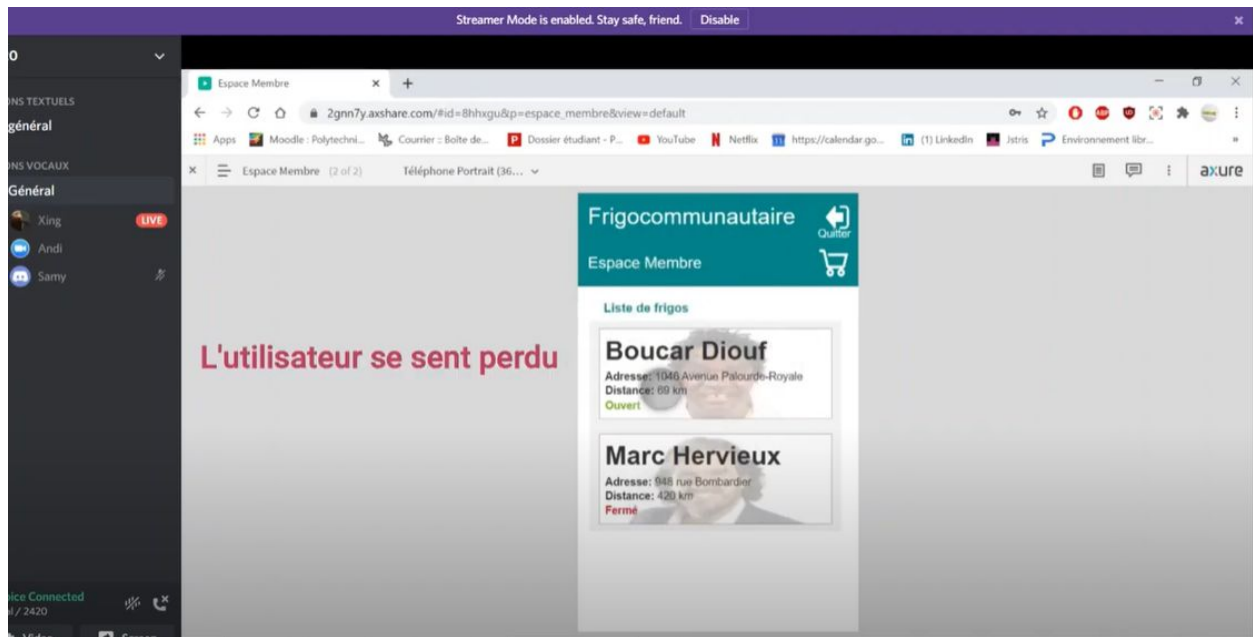 Streamer Mode is enabled. Stay safe, friend. Disable
Espace Membre
2gnn7y.axshare.com/#id=8hhxgu&p=espace_membre&view=default
Apps Moodle : Polytechni... Courrier :: Boîte de... Dossier étudiant - P... YouTube Netflix https://calendar.go... (1) LinkedIn Jstris Environnement libr...
Espace Membre (2 of 2) Téléphone Portrait (36... axure
ONS TEXTUELS
général
ONS VOCAUX
Général
Xing LIVE
Andi
Samy
Frigocommunautaire
Quitter
Espace Membre
Liste de frigos
L'utilisateur se sent perdu
Boucar Diouf
Adresse: 1046 Avenue Palourde-Royale
Distance: 69 km
Ouvert
Marc Hervieux
Adresse: 948 rue Bombardier
Distance: 420 km
Fermé
oice Connected
/ 2420